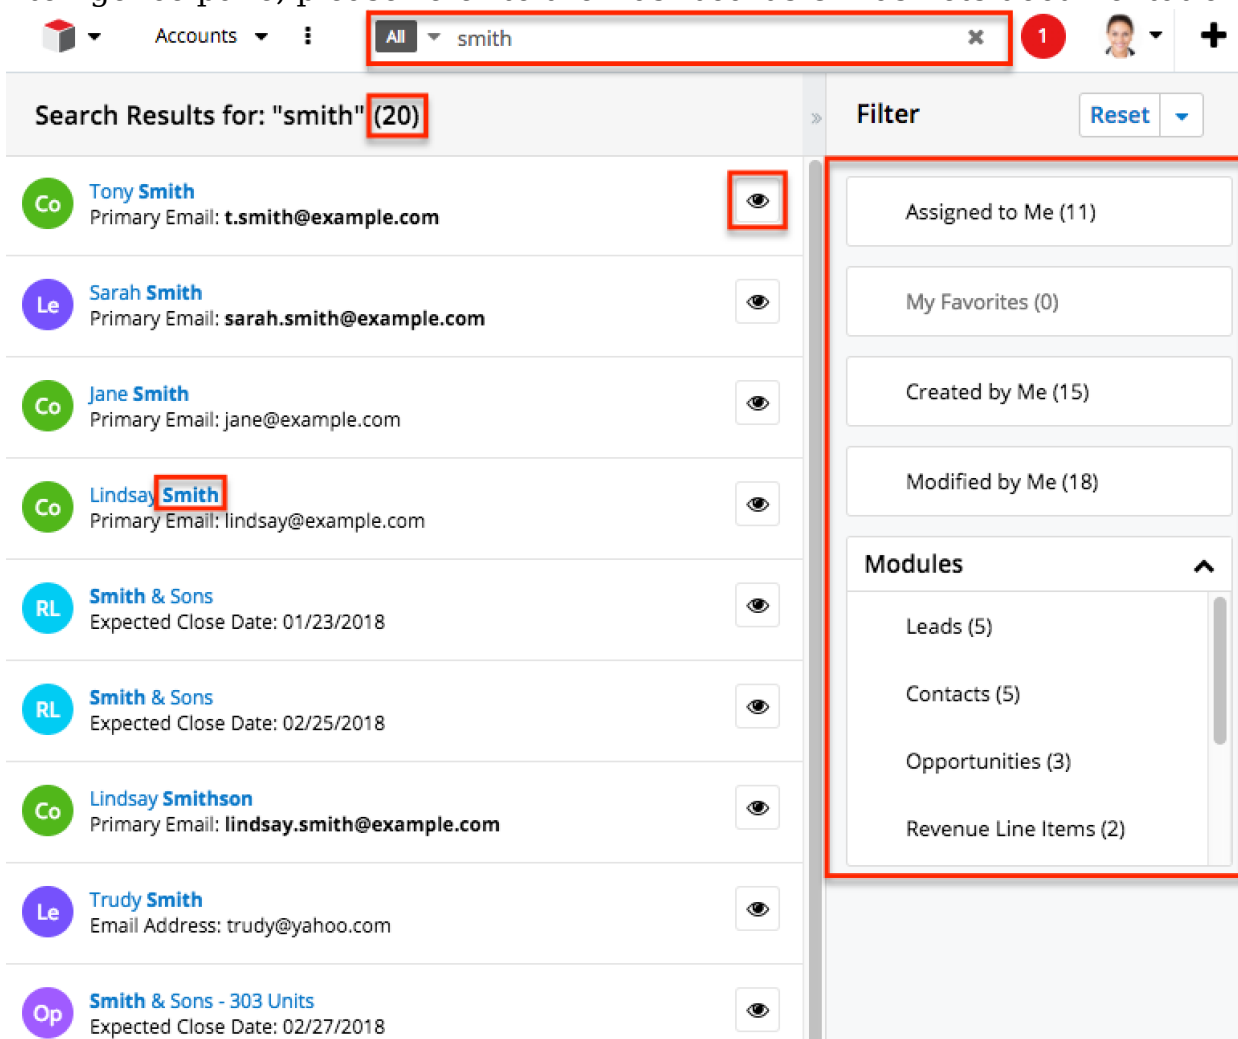 Accounts
All smith
1
Search Results for: "smith" (20)
Filter
Reset
Co
Tony Smith
Primary Email: t.smith@example.com
Le
Sarah Smith
Primary Email: sarah.smith@example.com
Co
Jane Smith
Primary Email: jane@example.com
Co
Lindsay Smith
Primary Email: lindsay@example.com
RL
Smith & Sons
Expected Close Date: 01/23/2018
RL
Smith & Sons
Expected Close Date: 02/25/2018
Co
Lindsay Smithson
Primary Email: lindsay.smith@example.com
Le
Trudy Smith
Email Address: trudy@yahoo.com
Op
Smith & Sons - 303 Units
Expected Close Date: 02/27/2018
Assigned to Me (11)
My Favorites (0)
Created by Me (15)
Modified by Me (18)
Modules
Leads (5)
Contacts (5)
Opportunities (3)
Revenue Line Items (2)